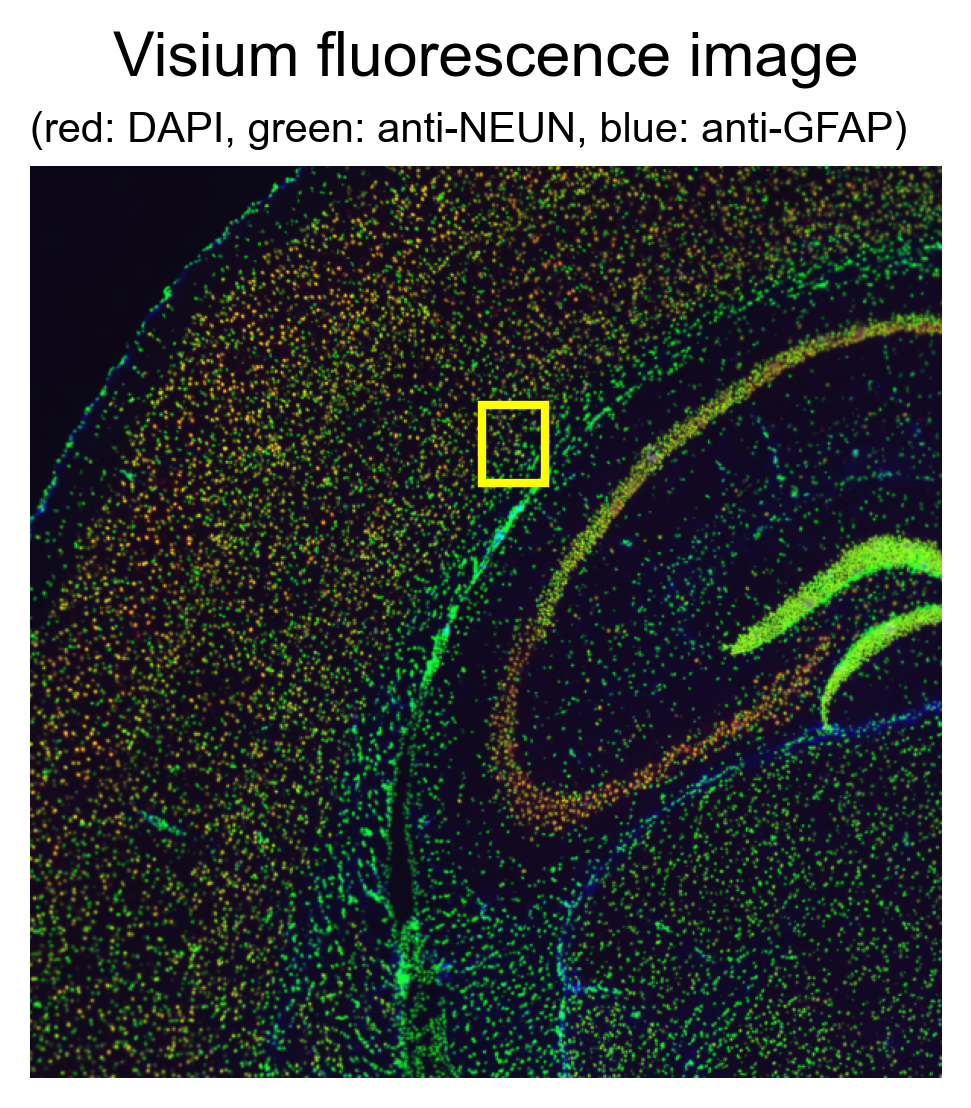 Visium fluorescence image
(red: DAPI, green: anti-NEUN, blue: anti-GFAP)